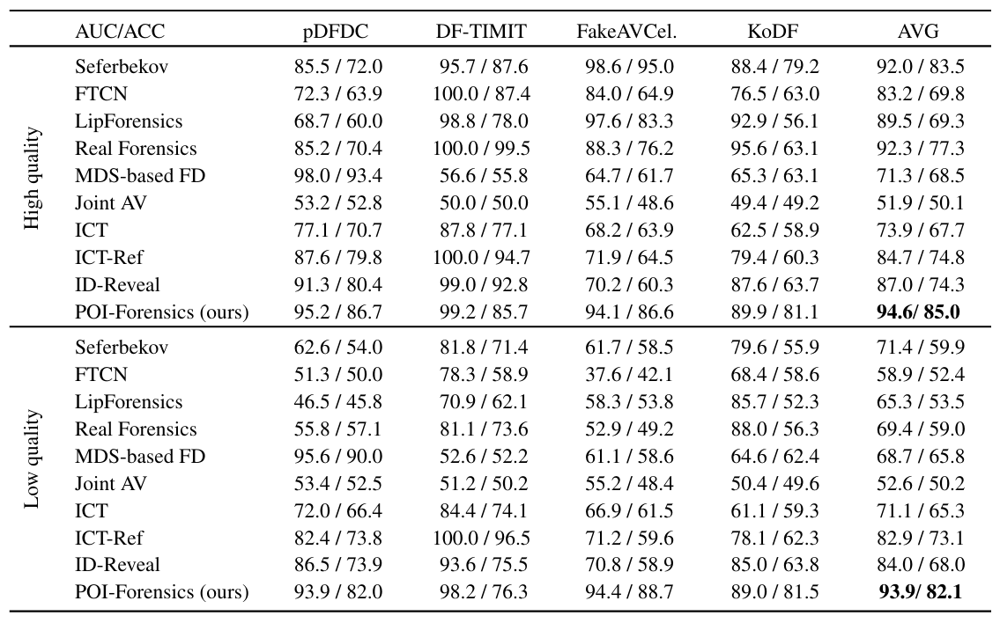 AUC/ACC pDFDC DF-TIMIT FakeAVCel. KoDF AVG
High quality
Seferbekov 85.5 / 72.0 95.7 / 87.6 98.6 / 95.0 88.4 / 79.2 92.0 / 83.5
FTCN 72.3 / 63.9 100.0 / 87.4 84.0 / 64.9 76.5 / 63.0 83.2 / 69.8
LipForensics 68.7 / 60.0 98.8 / 78.0 97.6 / 83.3 92.9 / 56.1 89.5 / 69.3
Real Forensics 85.2 / 70.4 100.0 / 99.5 88.3 / 76.2 95.6 / 63.1 92.3 / 77.3
MDS-based FD 98.0 / 93.4 56.6 / 55.8 64.7 / 61.7 65.3 / 63.1 71.3 / 68.5
Joint AV 53.2 / 52.8 50.0 / 50.0 55.1 / 48.6 49.4 / 49.2 51.9 / 50.1
ICT 77.1 / 70.7 87.8 / 77.1 68.2 / 63.9 62.5 / 58.9 73.9 / 67.7
ICT-Ref 87.6 / 79.8 100.0 / 94.7 71.9 / 64.5 79.4 / 60.3 84.7 / 74.8
ID-Reveal 91.3 / 80.4 99.0 / 92.8 70.2 / 60.3 87.6 / 63.7 87.0 / 74.3
POI-Forensics (ours) 95.2 / 86.7 99.2 / 85.7 94.1 / 86.6 89.9 / 81.1 94.6/ 85.0
Low quality
Seferbekov 62.6 / 54.0 81.8 / 71.4 61.7 / 58.5 79.6 / 55.9 71.4 / 59.9
FTCN 51.3 / 50.0 78.3 / 58.9 37.6 / 42.1 68.4 / 58.6 58.9 / 52.4
LipForensics 46.5 / 45.8 70.9 / 62.1 58.3 / 53.8 85.7 / 52.3 65.3 / 53.5
Real Forensics 55.8 / 57.1 81.1 / 73.6 52.9 / 49.2 88.0 / 56.3 69.4 / 59.0
MDS-based FD 95.6 / 90.0 52.6 / 52.2 61.1 / 58.6 64.6 / 62.4 68.7 / 65.8
Joint AV 53.4 / 52.5 51.2 / 50.2 55.2 / 48.4 50.4 / 49.6 52.6 / 50.2
ICT 72.0 / 66.4 84.4 / 74.1 66.9 / 61.5 61.1 / 59.3 71.1 / 65.3
ICT-Ref 82.4 / 73.8 100.0 / 96.5 71.2 / 59.6 78.1 / 62.3 82.9 / 73.1
ID-Reveal 86.5 / 73.9 93.6 / 75.5 70.8 / 58.9 85.0 / 63.8 84.0 / 68.0
POI-Forensics (ours) 93.9 / 82.0 98.2 / 76.3 94.4 / 88.7 89.0 / 81.5 93.9/ 82.1